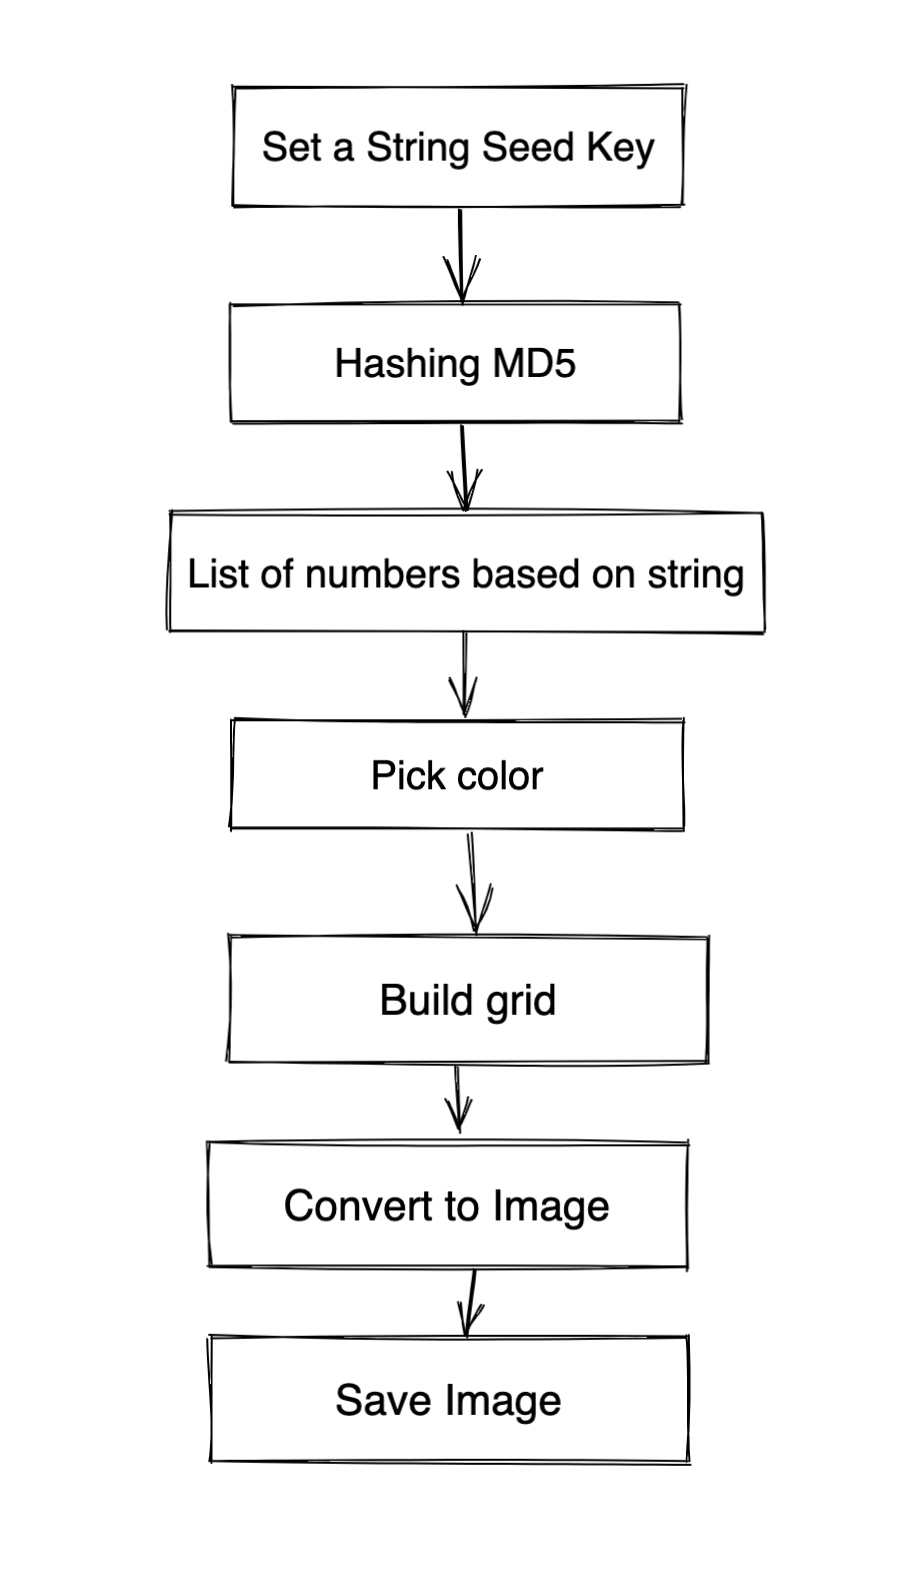 Set a String Seed Key
Hashing MD5
List of numbers based on string
Pick color
Build grid
Convert to Image
Save Image